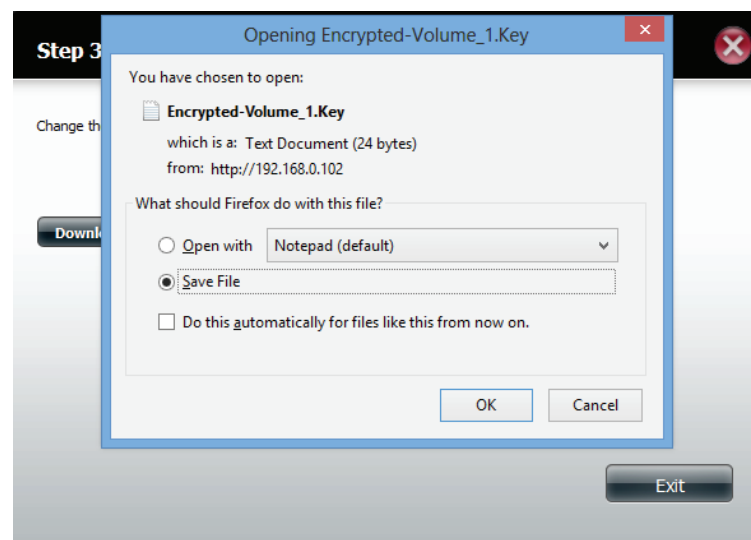 Opening Encrypted-Volume_1.Key
Step 3
You have chosen to open:
Encrypted-Volume_1.Key
Change th
which is a: Text Document (24 bytes)
from: http://192.168.0.102
What should Firefox do with this file?
Downl
Open with Notepad (default)
Save File
Do this automatically for files like this from now on.
OK Cancel
Exit